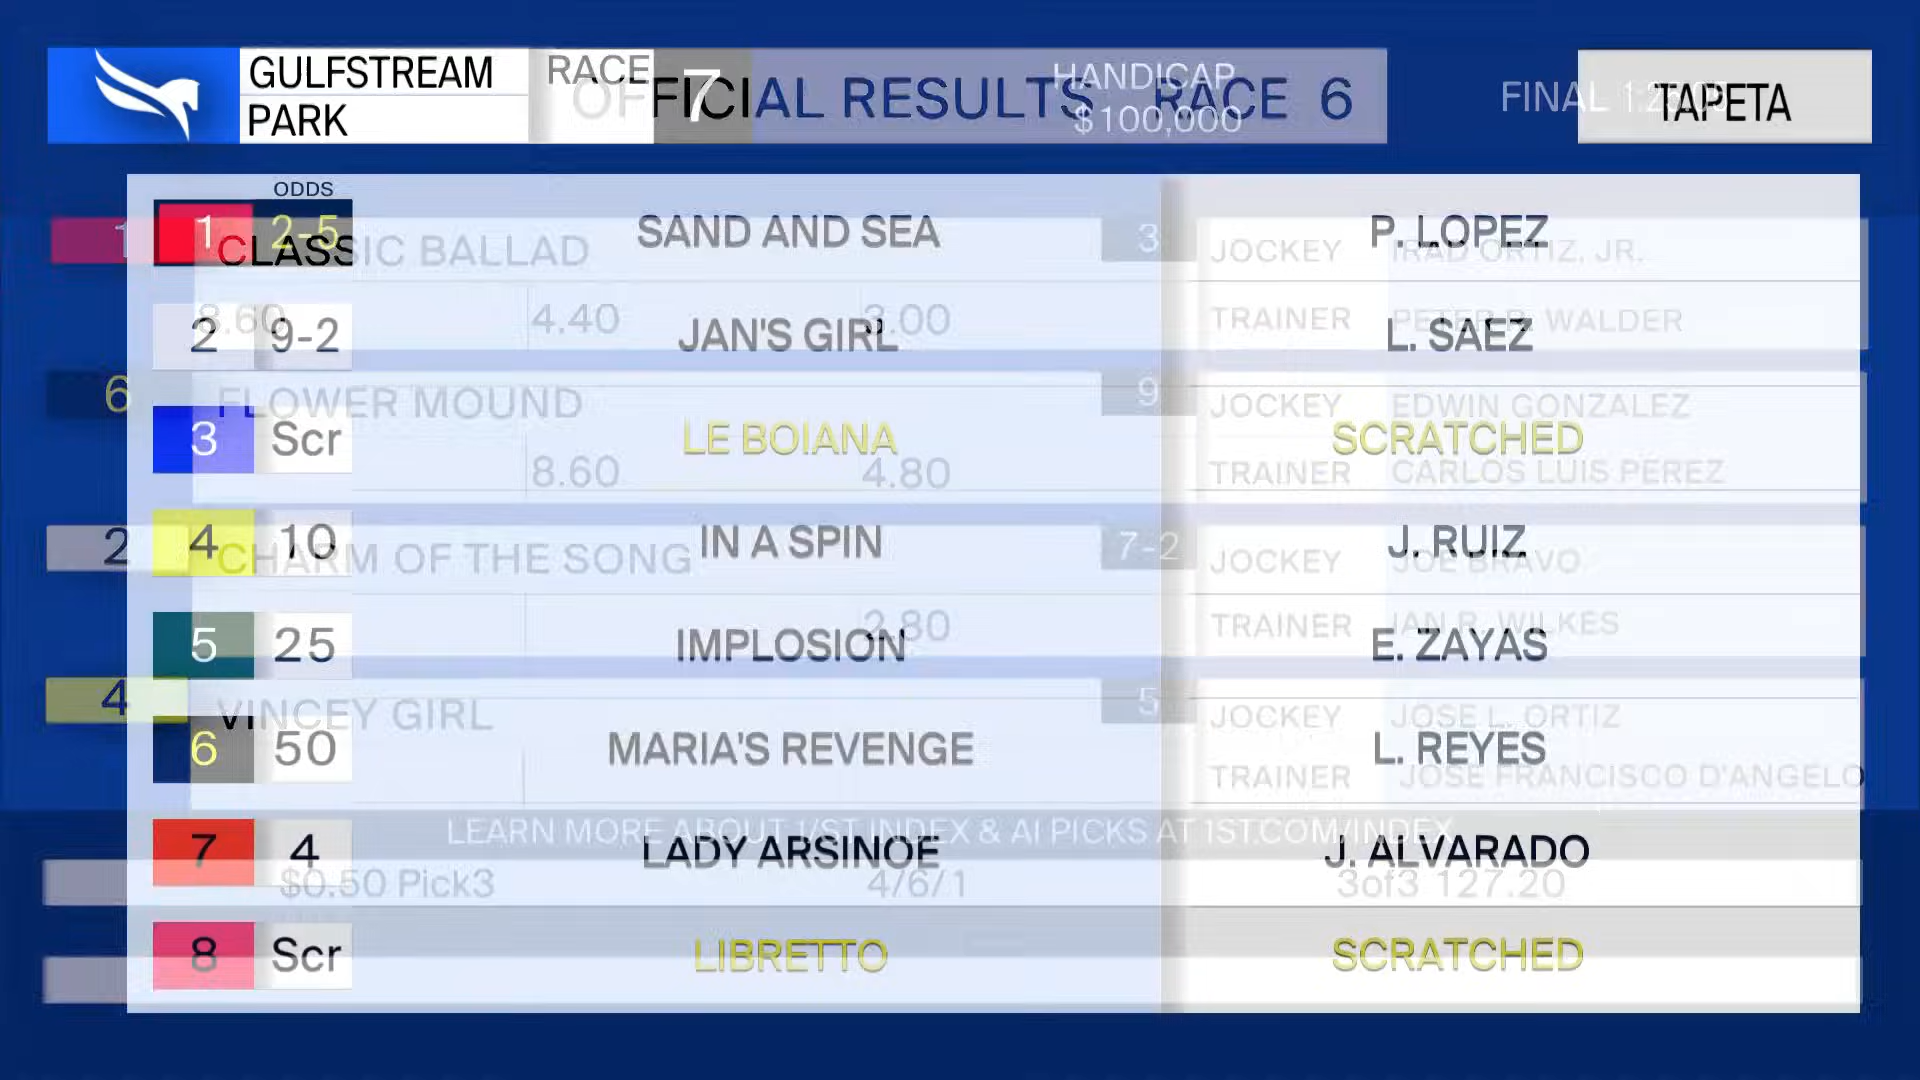 GULFSTREAM PARK
RACE 7
HANDICAP
$100,000
TAPETA
OFFICIAL RESULTS RACE 6
FINAL
ODDS
1 2-5 SAND AND SEA P. LOPEZ
2 9-2 JAN'S GIRL L. SAEZ
3 Scr LE BOIANA SCRATCHED
4 10 IN A SPIN J. RUIZ
5 25 IMPLOSION E. ZAYAS
6 50 MARIA'S REVENGE L. REYES
7 4 LADY ARSINOE J. ALVARADO
8 Scr LIBRETTO SCRATCHED
1 CLASSIC BALLAD 3 JOCKEY IRAD ORTIZ, JR.
8.60 4.40 3.00 TRAINER WALDER
6 FLOWER MOUND 9 JOCKEY EDWIN GONZALEZ
8.60 4.80 TRAINER CARLOS LUIS PEREZ
2 CHARM OF THE SONG 7-2 JOCKEY JOE BRAVO
2.80 TRAINER IAN R. WILKES
4 VINCEY GIRL 5 JOCKEY JOSE L. ORTIZ
TRAINER JOSE FRANCISCO D'ANGELO
LEARN MORE ABOUT 1/ST INDEX & AI PICKS AT 1ST.COM/INDEX
$0.50 Pick3 4/6/1 3of3 127.20